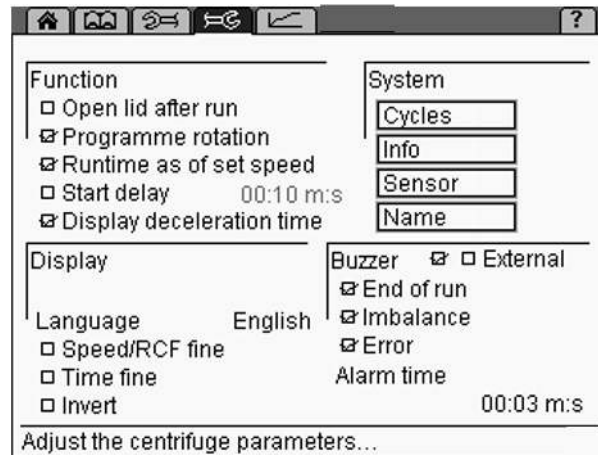 ?
Function
Open lid after run
Programme rotation
Runtime as of set speed
Start delay 00:10 m:s
Display deceleration time
System
Cycles
Info
Sensor
Name
Display
Language English
Speed/RCF fine
Time fine
Invert
Buzzer External
End of run
Imbalance
Error
Alarm time
00:03 m:s
Adjust the centrifuge parameters...